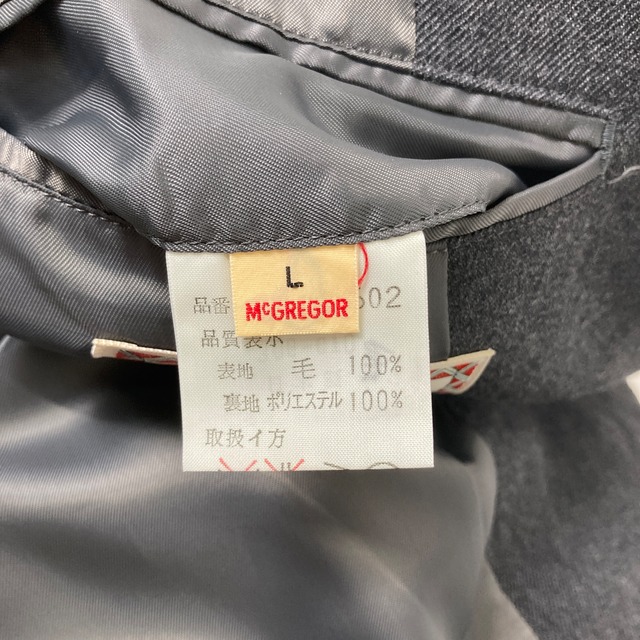 L
McGREGOR
品番 602
品質表示
表地 毛 100%
裏地 ポリエステル 100%
取扱イ方